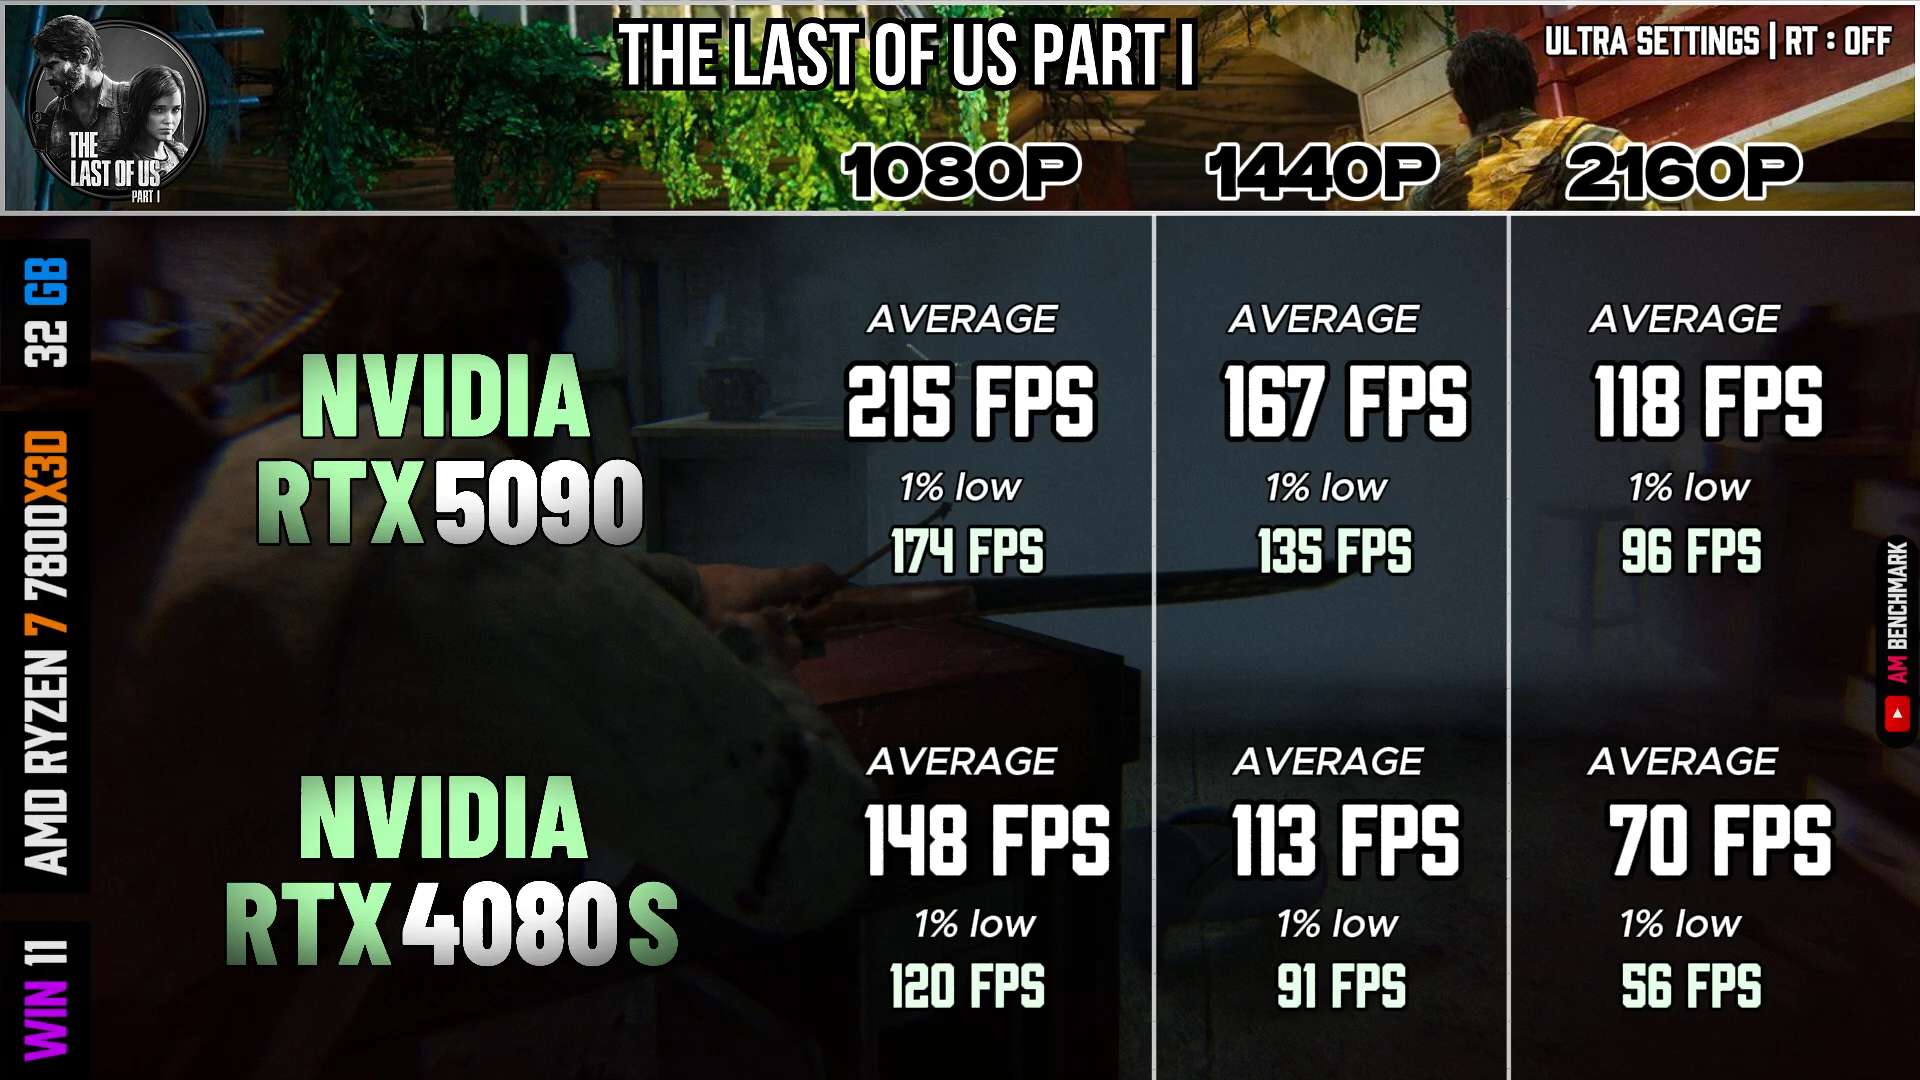 THE LAST OF US PART I
ULTRA SETTINGS | RT : OFF
THE
LAST OF US
PART I
1080P 1440P 2160P
32 GB
AMD RYZEN 7 7800X3D
WIN 11
NVIDIA
RTX 5090
AVERAGE AVERAGE AVERAGE
215 FPS 167 FPS 118 FPS
1% low 1% low 1% low
174 FPS 135 FPS 96 FPS
AM BENCHMARK
NVIDIA
RTX 4080 S
AVERAGE AVERAGE AVERAGE
148 FPS 113 FPS 70 FPS
1% low 1% low 1% low
120 FPS 91 FPS 56 FPS